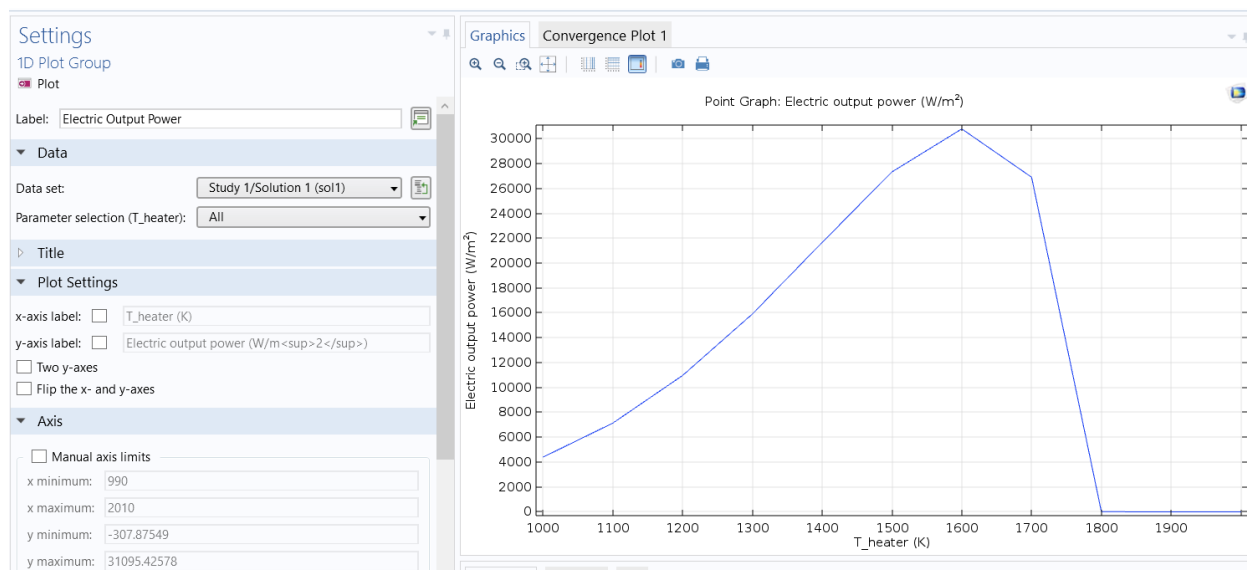 Settings
1D Plot Group
Plot
Label: Electric Output Power
Data
Data set: Study 1/Solution 1 (sol1)
Parameter selection (T_heater): All
Title
Plot Settings
x-axis label: T_heater (K)
y-axis label: Electric output power (W/m<sup>2</sup>)
Two y-axes
Flip the x- and y-axes
Axis
Manual axis limits
x minimum: 990
x maximum: 2010
y minimum: -307.87549
y maximum: 31095.42578
Graphics Convergence Plot 1
Point Graph: Electric output power (W/m²)
Electric output power (W/m²)
30000
28000
26000
24000
22000
20000
18000
16000
14000
12000
10000
8000
6000
4000
2000
0
1000 1100 1200 1300 1400 1500 1600 1700 1800 1900
T_heater (K)